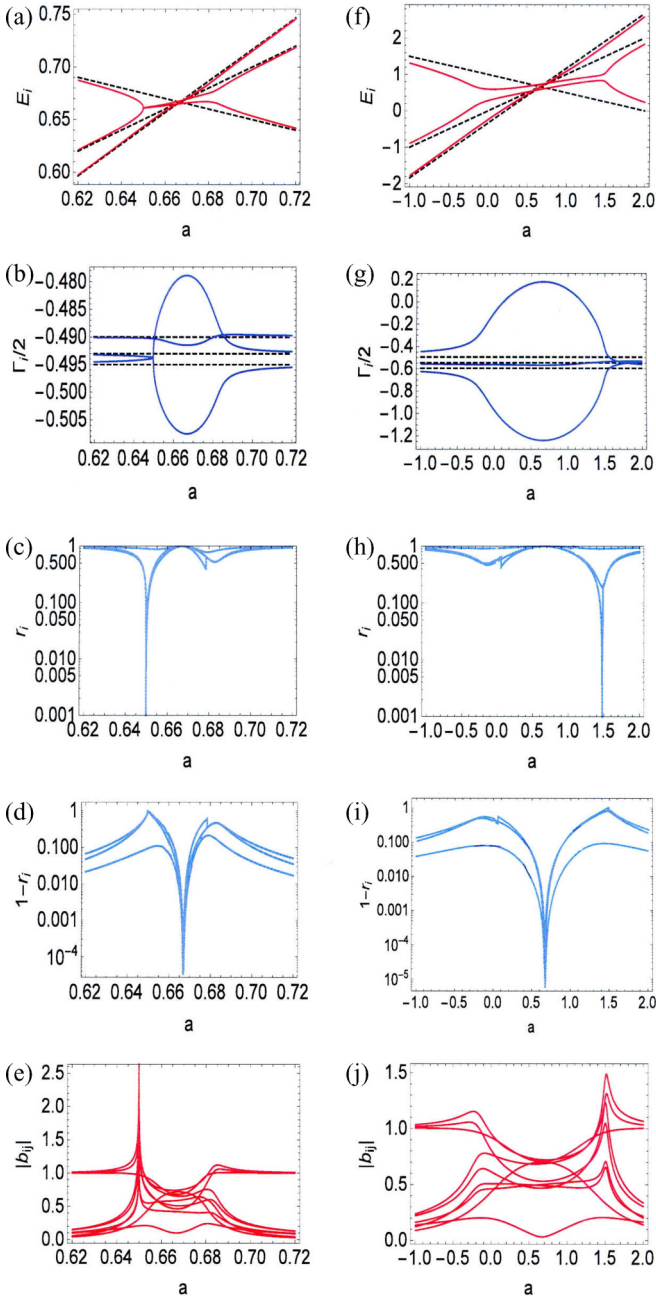 (a)
0.75
0.70
0.65
0.60
E_i
0.62 0.64 0.66 0.68 0.70 0.72
a
(f)
2
1
0
−1
−2
E_i
−1.0 −0.5 0.0 0.5 1.0 1.5 2.0
a
(b)
−0.480
−0.485
−0.490
−0.495
−0.500
−0.505
Γ_i/2
0.62 0.64 0.66 0.68 0.70 0.72
a
(g)
0.2
0.0
−0.2
−0.4
−0.6
−0.8
−1.0
−1.2
Γ_i/2
−1.0 −0.5 0.0 0.5 1.0 1.5 2.0
a
(c)
1
0.500
0.100
0.050
0.010
0.005
0.001
r_i
0.62 0.64 0.66 0.68 0.70 0.72
a
(h)
1
0.500
0.100
0.050
0.010
0.005
0.001
r_i
−1.0 −0.5 0.0 0.5 1.0 1.5 2.0
a
(d)
1
0.100
0.010
0.001
10⁻⁴
1−r_i
0.62 0.64 0.66 0.68 0.70 0.72
a
(i)
1
0.100
0.010
0.001
10⁻⁴
10⁻⁵
1−r_i
−1.0 −0.5 0.0 0.5 1.0 1.5 2.0
a
(e)
2.5
2.0
1.5
1.0
0.5
0.0
|b_ij|
0.62 0.64 0.66 0.68 0.70 0.72
a
(j)
1.5
1.0
0.5
0.0
|b_ij|
−1.0 −0.5 0.0 0.5 1.0 1.5 2.0
a